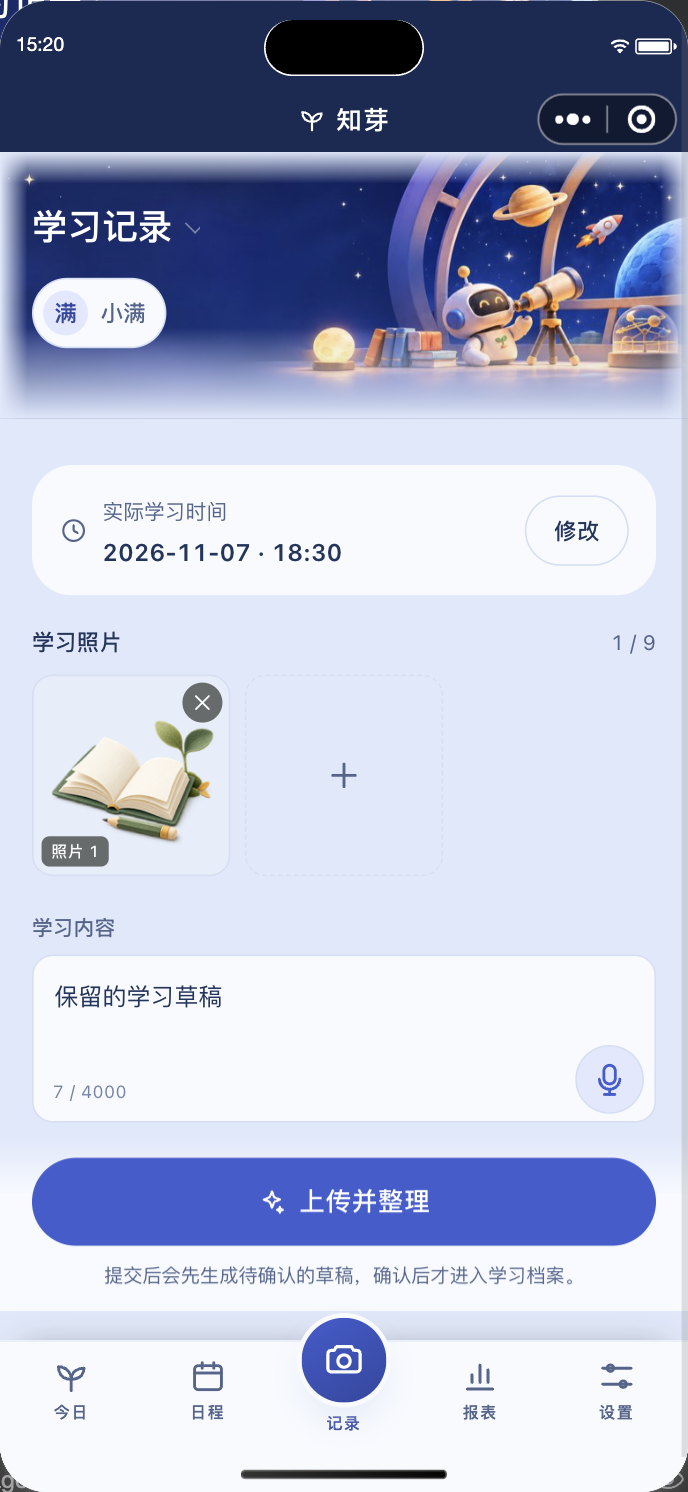 15:20
知芽
学习记录
满 小满
实际学习时间
2026-11-07 · 18:30
修改
学习照片
1 / 9
照片 1
学习内容
保留的学习草稿
7 / 4000
上传并整理
提交后会先生成待确认的草稿，确认后才进入学习档案。
今日
日程
记录
报表
设置